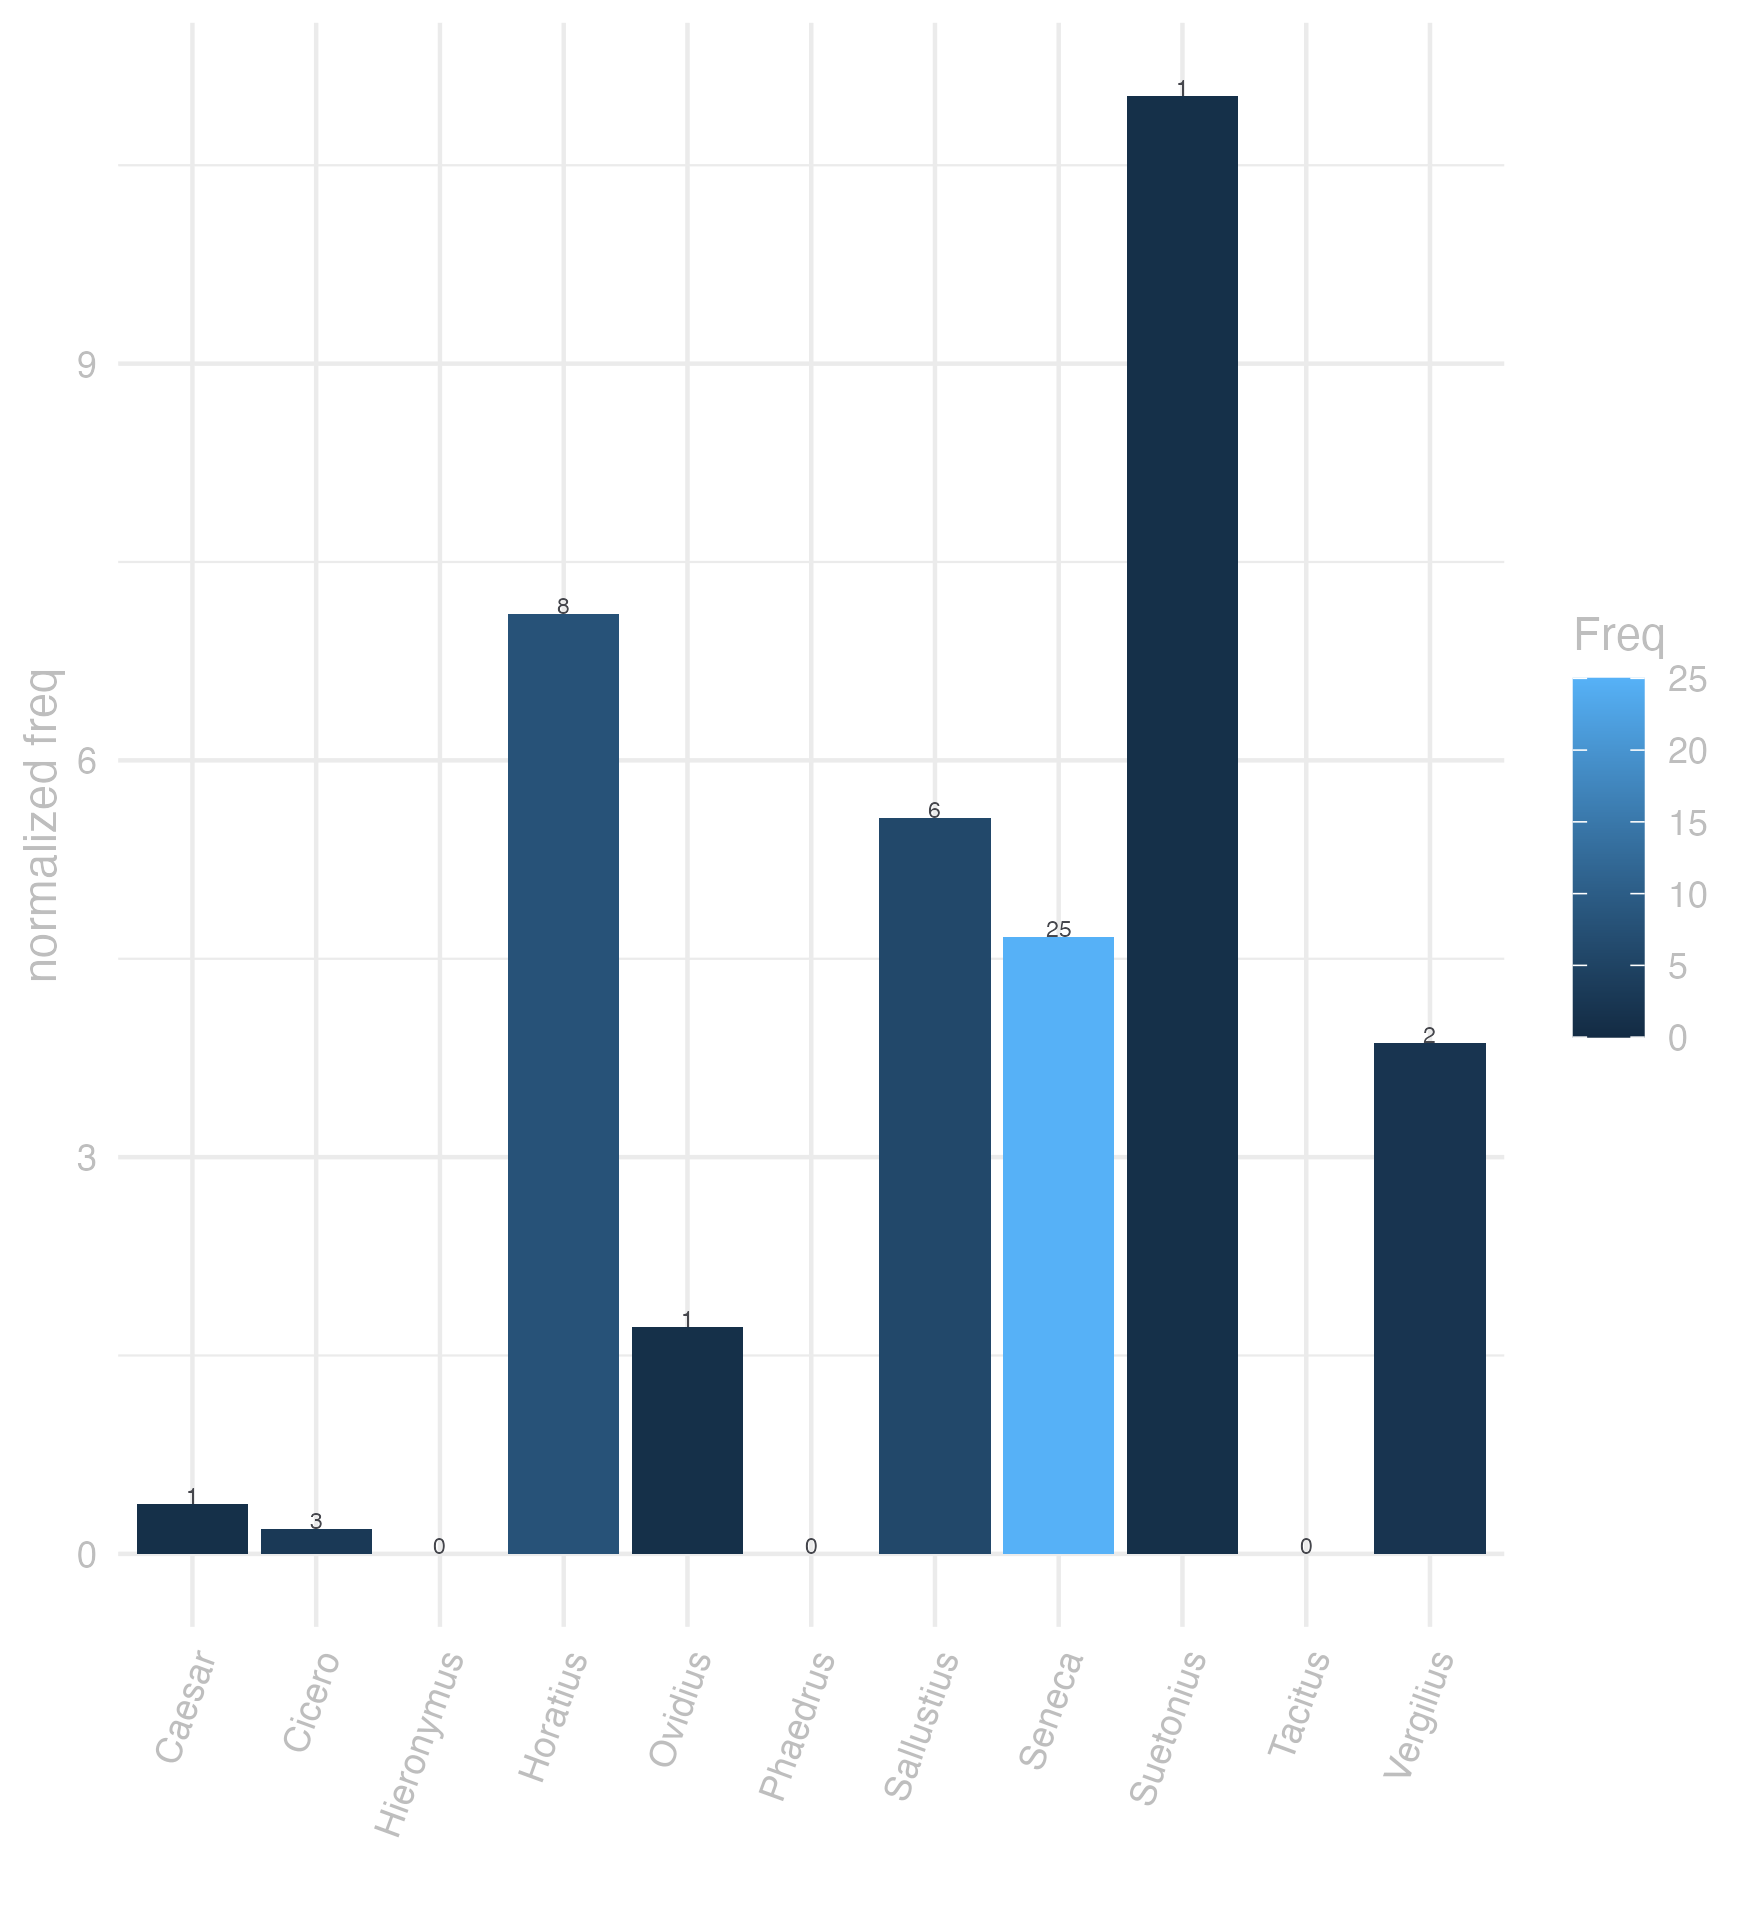 normalized freq
9
6
3
0
1
3
0
8
1
0
6
25
1
0
2
Caesar
Cicero
Hieronymus
Horatius
Ovidius
Phaedrus
Sallustius
Seneca
Suetonius
Tacitus
Vergilius
Freq
25
20
15
10
5
0